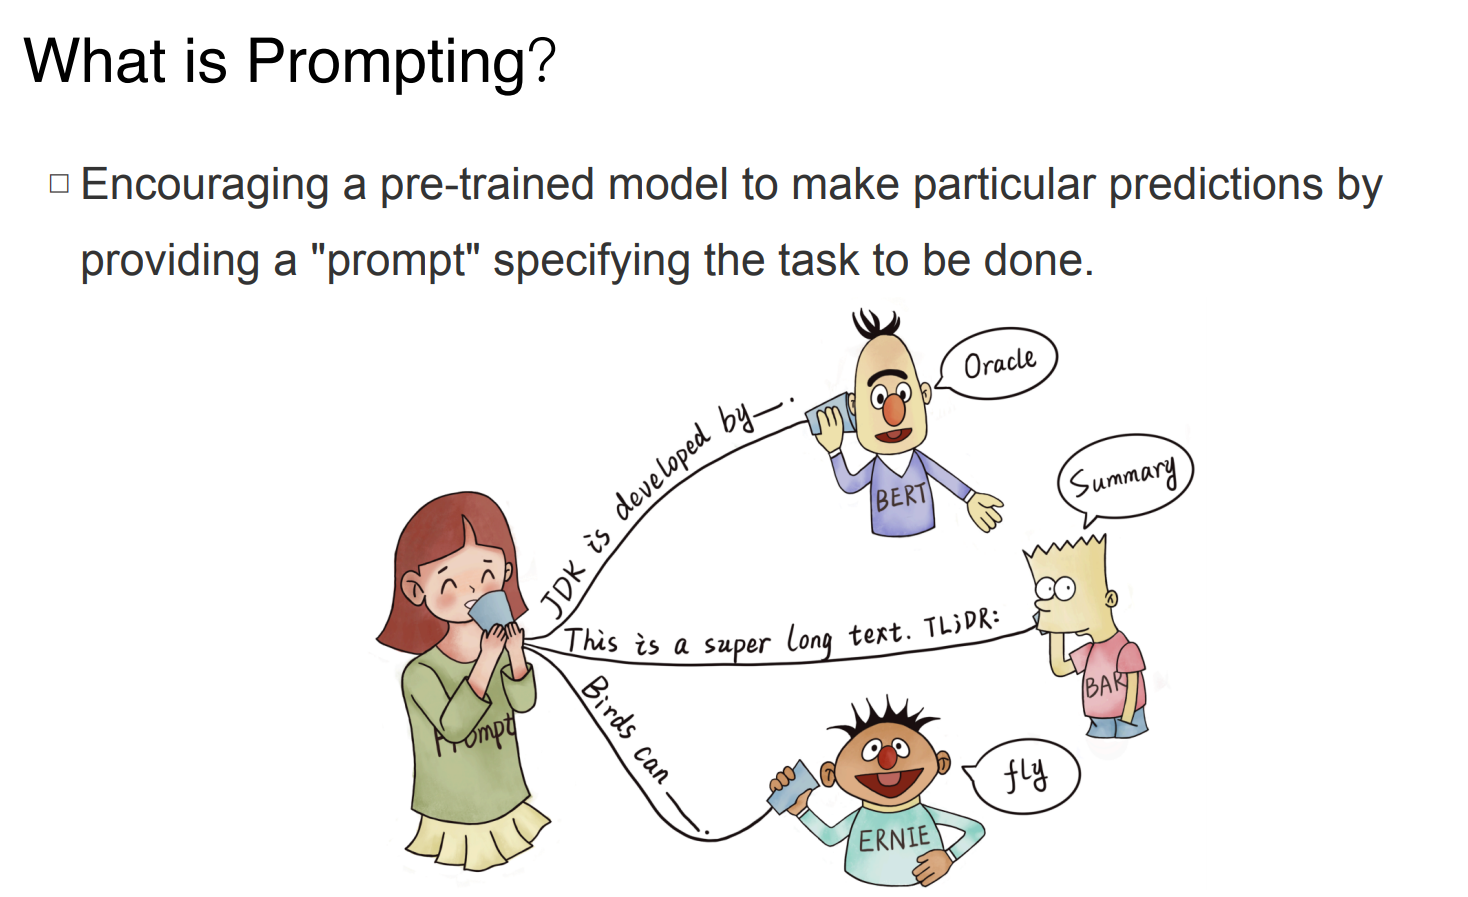 What is Prompting?
Encouraging a pre-trained model to make particular predictions by
providing a "prompt" specifying the task to be done.
Oracle
JDK is developed by—.
BERT
Summary
This is a super long text. TL;DR:
BAR
Prompt
Birds can —.
fly
ERNIE